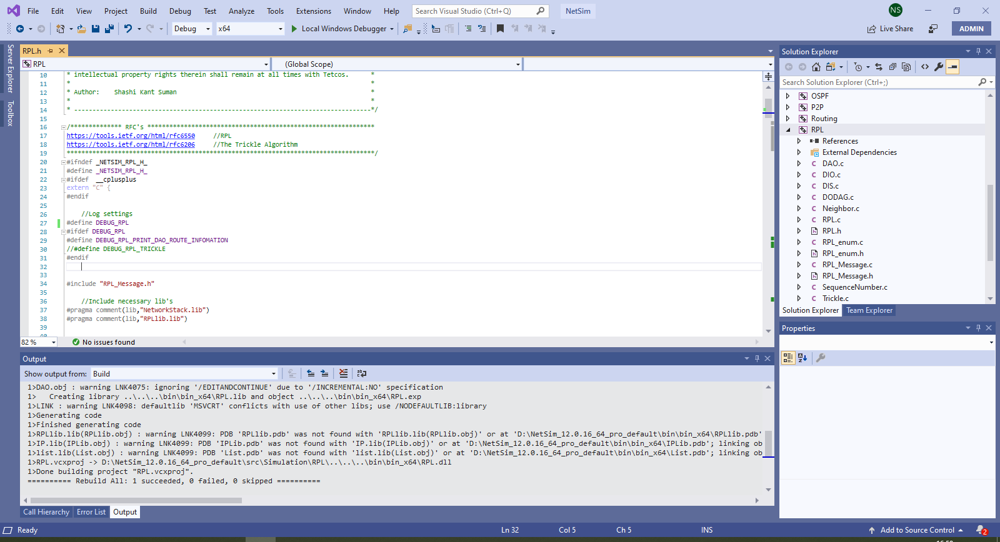 File Edit View Project Build Debug Test Analyze Tools Extensions Window Help Search Visual Studio (Ctrl+Q) NetSim NS
Debug x64 Local Windows Debugger Live Share ADMIN
Server Explorer
Toolbox
RPL.h
RPL (Global Scope)
10 * intellectual property rights therein shall remain at all times with Tetcos. *
11 * *
12 * Author: Shashi Kant Suman *
13 * *
14 * ---------------------------------------------------------------------------------*/
15
16 /************** RFC's **************************************************************
17 https://tools.ietf.org/html/rfc6550 //RPL
18 https://tools.ietf.org/html/rfc6206 //The Trickle Algorithm
19 ************************************************************************************/
20 #ifndef _NETSIM_RPL_H_
21 #define _NETSIM_RPL_H_
22 #ifdef __cplusplus
23 extern "C" {
24 #endif
25
26 //Log settings
27 #define DEBUG_RPL
28 #ifdef DEBUG_RPL
29 #define DEBUG_RPL_PRINT_DAO_ROUTE_INFOMATION
30 //#define DEBUG_RPL_TRICKLE
31 #endif
32
33
34 #include "RPL_Message.h"
35
36 //Include necessary lib's
37 #pragma comment(lib,"NetworkStack.lib")
38 #pragma comment(lib,"RPLlib.lib")
39
40
82 % No issues found
Output
Show output from: Build
1>DAO.obj : warning LNK4075: ignoring '/EDITANDCONTINUE' due to '/INCREMENTAL:NO' specification
1> Creating library ..\..\..\bin\bin_x64\RPL.lib and object ..\..\..\bin\bin_x64\RPL.exp
1>LINK : warning LNK4098: defaultlib 'MSVCRT' conflicts with use of other libs; use /NODEFAULTLIB:library
1>Generating code
1>Finished generating code
1>RPLlib.lib(RPLlib.obj) : warning LNK4099: PDB 'RPLlib.pdb' was not found with 'RPLlib.lib(RPLlib.obj)' or at 'D:\NetSim_12.0.16_64_pro_default\bin\bin_x64\RPLlib.pdb'
1>IP.lib(IPLib.obj) : warning LNK4099: PDB 'IPLib.pdb' was not found with 'IP.lib(IPLib.obj)' or at 'D:\NetSim_12.0.16_64_pro_default\bin\bin_x64\IPLib.pdb'; linking ob
1>list.lib(List.obj) : warning LNK4099: PDB 'List.pdb' was not found with 'list.lib(List.obj)' or at 'D:\NetSim_12.0.16_64_pro_default\bin\bin_x64\List.pdb'; linking ob
1>RPL.vcxproj -> D:\NetSim_12.0.16_64_pro_default\src\Simulation\RPL\..\..\..\bin\bin_x64\RPL.dll
1>Done building project "RPL.vcxproj".
========== Rebuild All: 1 succeeded, 0 failed, 0 skipped ==========
Call Hierarchy Error List Output
Solution Explorer
Search Solution Explorer (Ctrl+;)
OSPF
P2P
Routing
RPL
References
External Dependencies
DAO.c
DIO.c
DIS.c
DODAG.c
Neighbor.c
RPL.c
RPL.h
RPL_enum.c
RPL_enum.h
RPL_Message.c
RPL_Message.h
SequenceNumber.c
Trickle.c
Solution Explorer Team Explorer
Properties
Ready Ln 32 Col 5 Ch 5 INS Add to Source Control 2